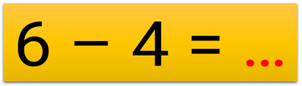 6 − 4 = ...